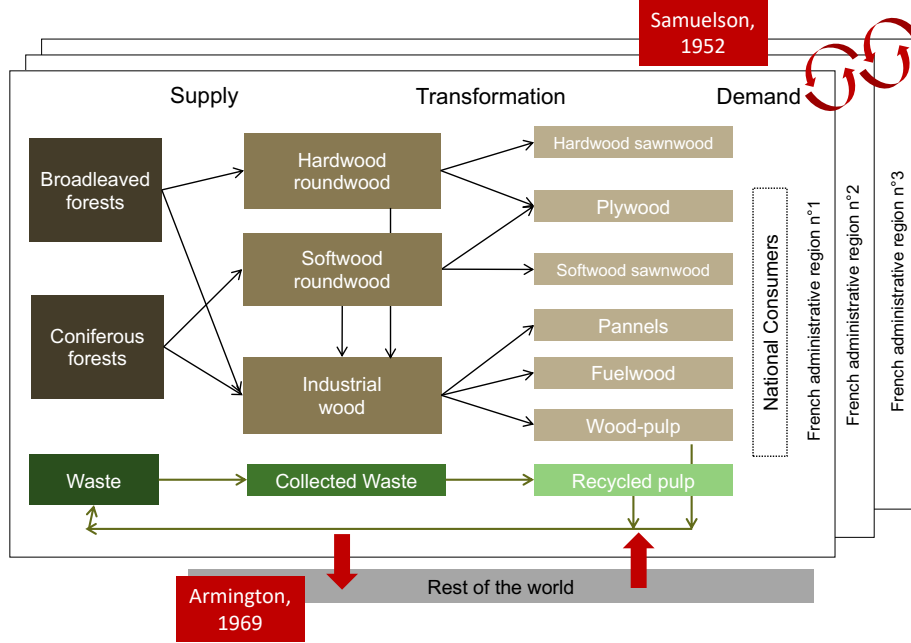 Samuelson,
1952
Supply
Transformation
Demand
Broadleaved
forests
Coniferous
forests
Hardwood
roundwood
Softwood
roundwood
Industrial
wood
Hardwood sawnwood
Plywood
Softwood sawnwood
Pannels
Fuelwood
Wood-pulp
National Consumers
French administrative region n°1
French administrative region n°2
French administrative region n°3
Waste
Collected Waste
Recycled pulp
Rest of the world
Armington,
1969